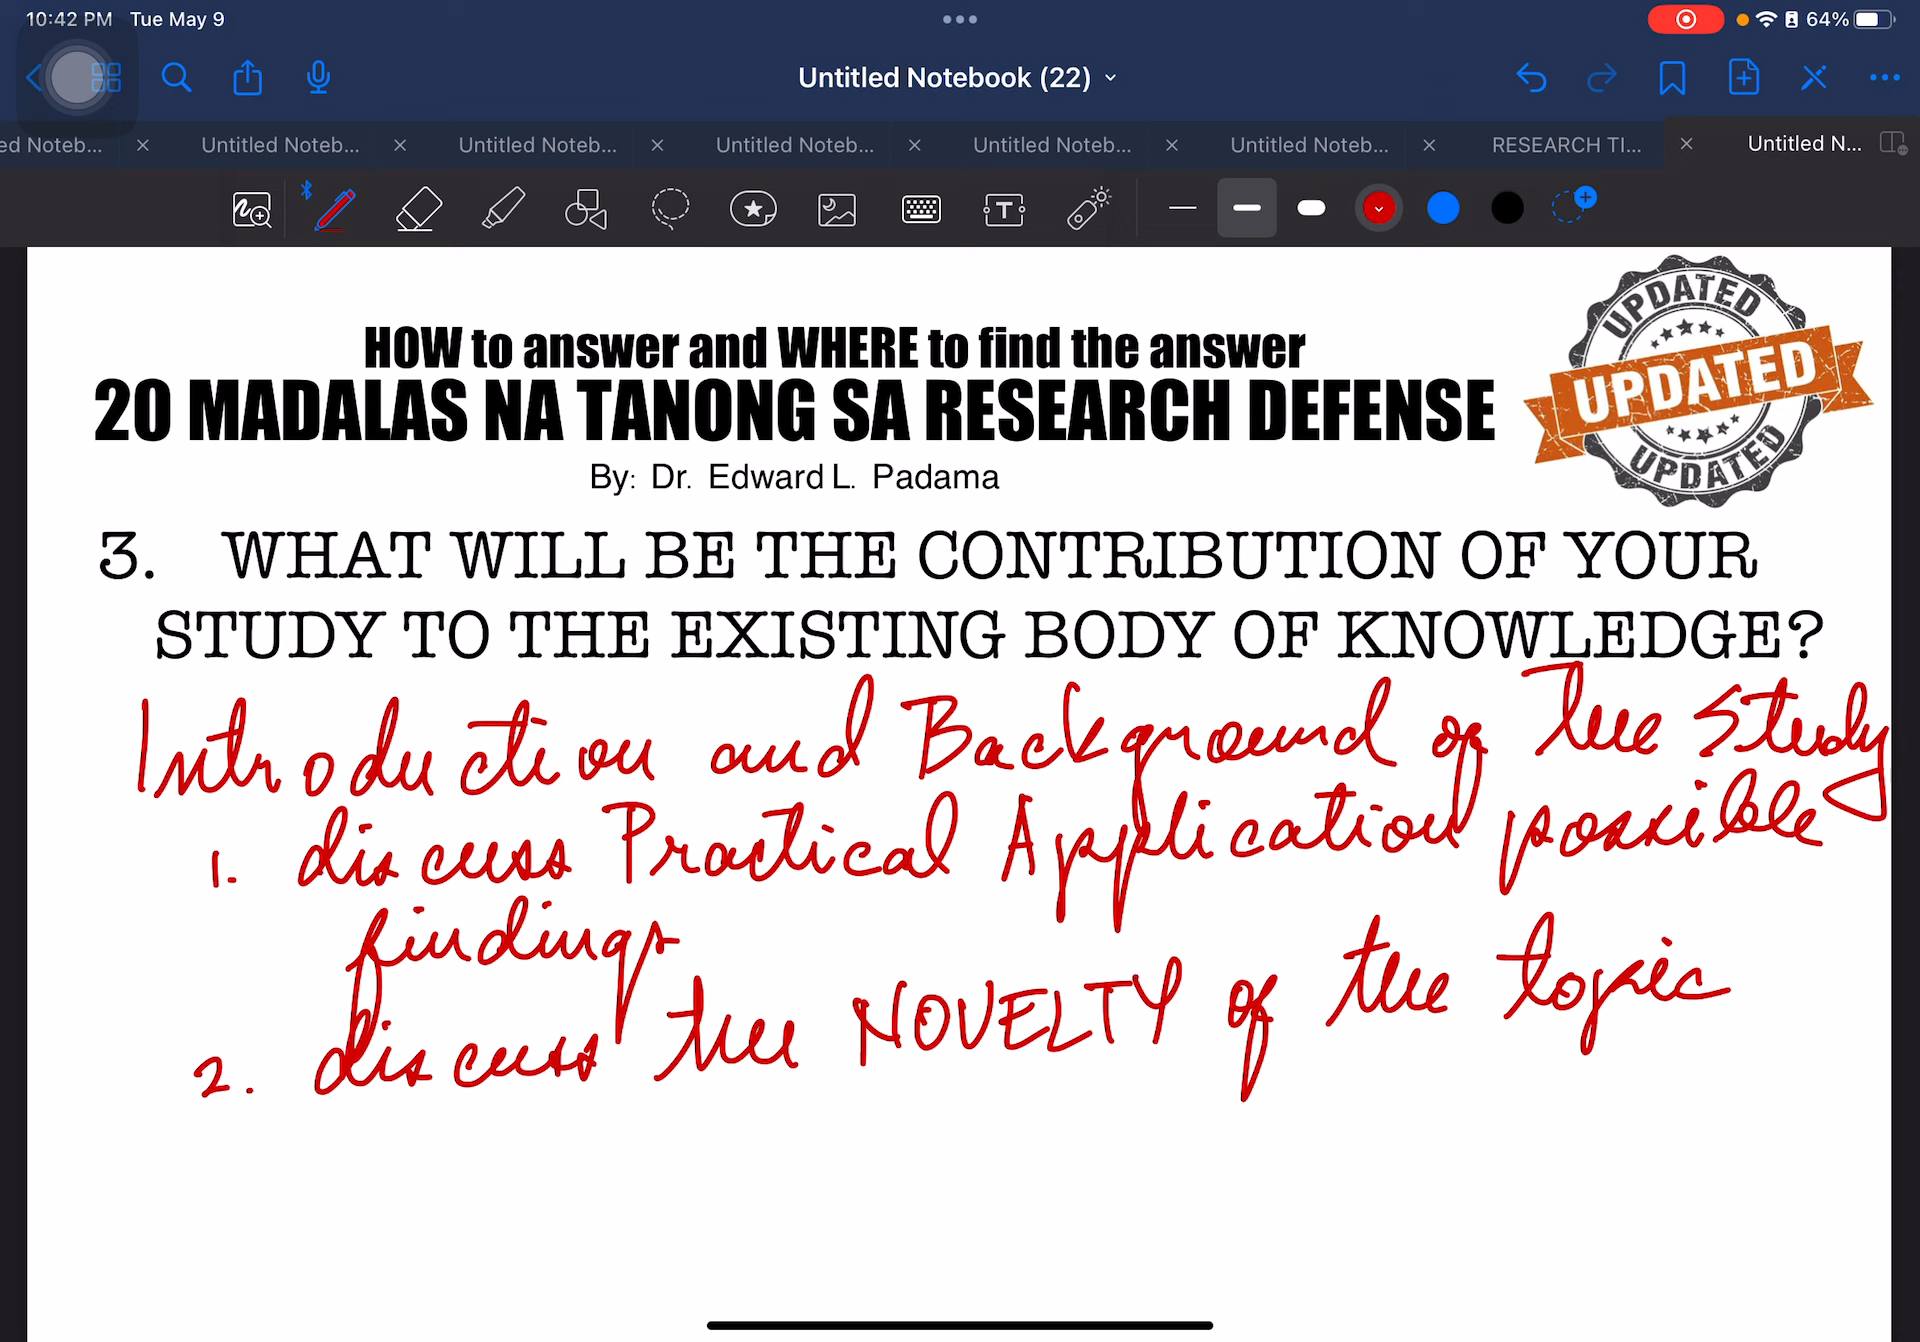 10:42 PM Tue May 9
64%
Untitled Notebook (22)
ed Noteb... Untitled Noteb... Untitled Noteb... Untitled Noteb... Untitled Noteb... Untitled Noteb... RESEARCH TI... Untitled N...
T
HOW to answer and WHERE to find the answer
20 MADALAS NA TANONG SA RESEARCH DEFENSE
By: Dr. Edward L. Padama
UPDATED
UPDATED
UPDATED
3. WHAT WILL BE THE CONTRIBUTION OF YOUR
STUDY TO THE EXISTING BODY OF KNOWLEDGE?
Introduction and Background of the Study
1. discuss Practical Application possible
findings
2. discuss the NOVELTY of the topic